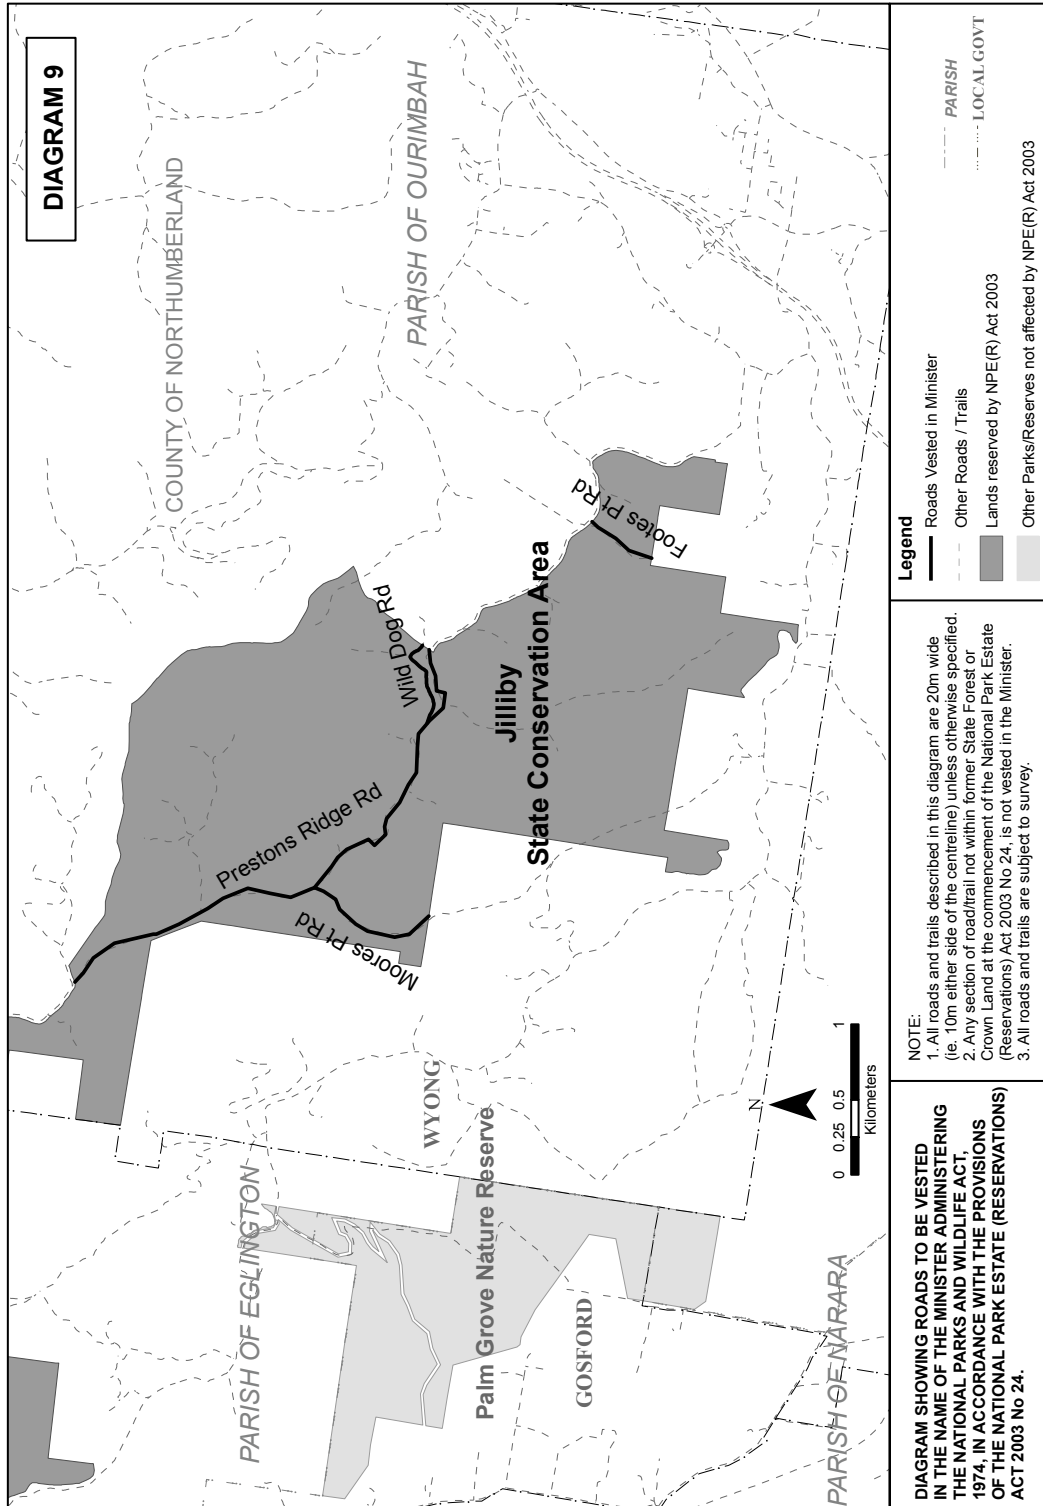 DIAGRAM 9
COUNTY OF NORTHUMBERLAND
PARISH OF OURIMBAH
PARISH OF EGLINGTON
PARISH OF NARARA
WYONG
GOSFORD
Palm Grove Nature Reserve
Prestons Ridge Rd
Moores Pt Rd
Wild Dog Rd
Footes Pt Rd
Jilliby
State Conservation Area
N
0 0.25 0.5 1
Kilometers
DIAGRAM SHOWING ROADS TO BE VESTED
IN THE NAME OF THE MINISTER ADMINISTERING
THE NATIONAL PARKS AND WILDLIFE ACT,
1974, IN ACCORDANCE WITH THE PROVISIONS
OF THE NATIONAL PARK ESTATE (RESERVATIONS)
ACT 2003 No 24.
NOTE:
1. All roads and trails described in this diagram are 20m wide
(ie. 10m either side of the centreline) unless otherwise specified.
2. Any section of road/trail not within former State Forest or
Crown Land at the commencement of the National Park Estate
(Reservations) Act 2003 No 24, is not vested in the Minister.
3. All roads and trails are subject to survey.
Legend
Roads Vested in Minister
Other Roads / Trails
Lands reserved by NPE(R) Act 2003
Other Parks/Reserves not affected by NPE(R) Act 2003
PARISH
LOCAL GOVT